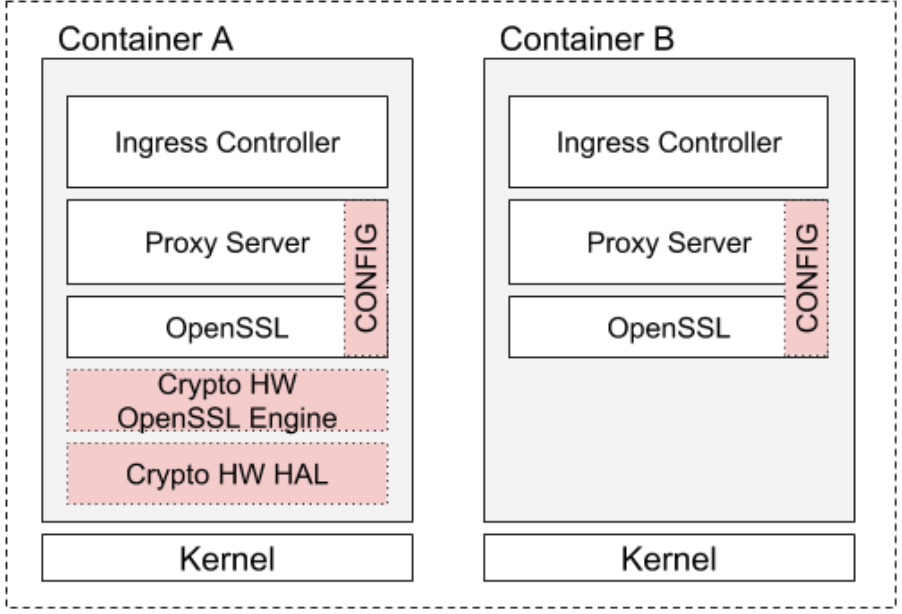 Container A
Ingress Controller
Proxy Server
CONFIG
OpenSSL
Crypto HW
OpenSSL Engine
Crypto HW HAL
Kernel
Container B
Ingress Controller
Proxy Server
CONFIG
OpenSSL
Kernel